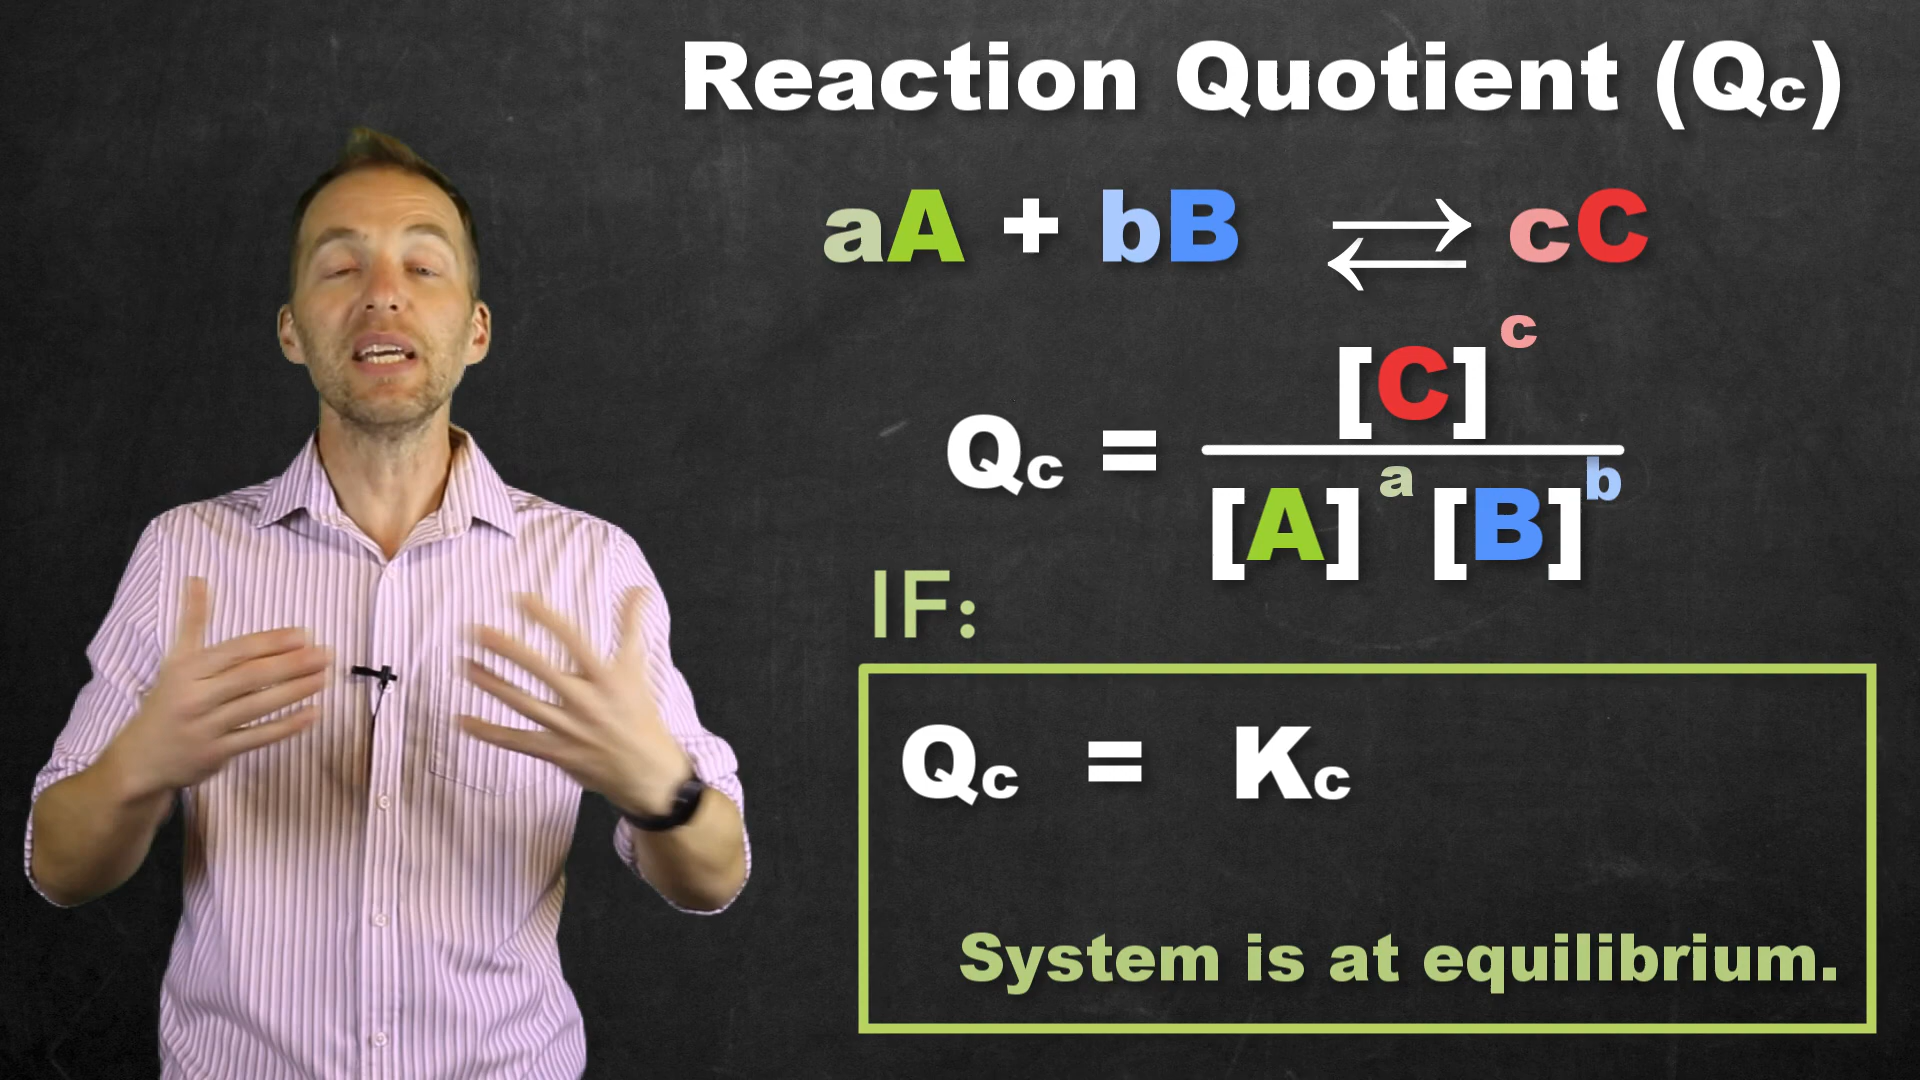 Reaction Quotient (Qc)
aA + bB ⇄ cC
[C]^c
Qc =
[A]^a [B]^b
IF:
Qc = Kc
System is at equilibrium.